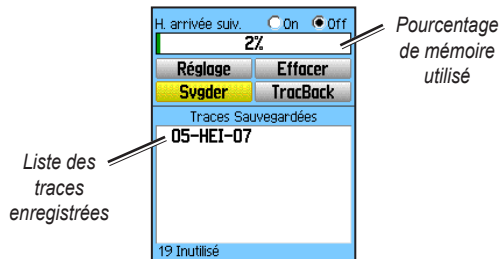 H. arrivée suiv. On Off
2%
Réglage Effacer
Svgder TracBack
Traces Sauvegardées
05-HEI-07
19 Inutilisé
Pourcentage
de mémoire
utilisé
Liste des
traces
enregistrées